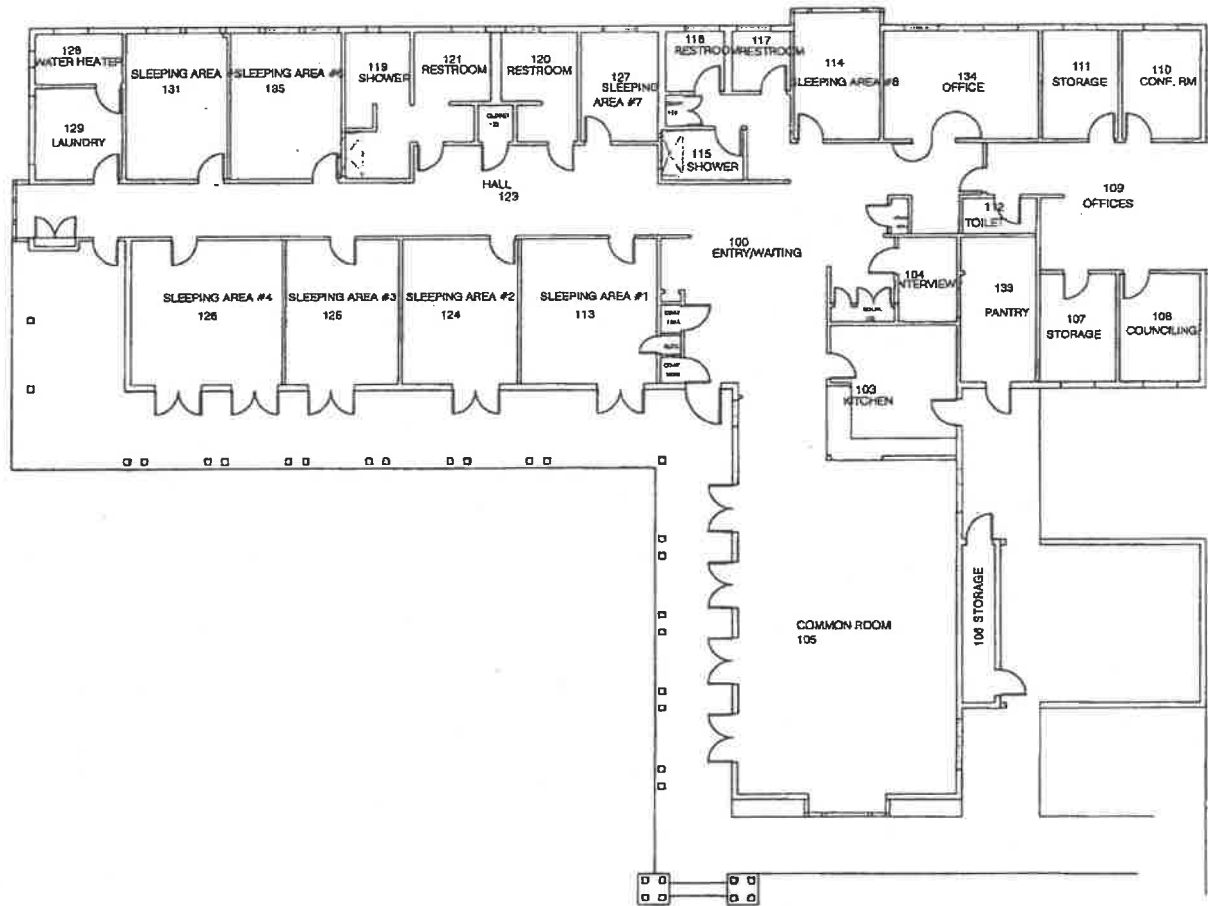 128
WATER HEATER
SLEEPING AREA
131
SLEEPING AREA
135
119
SHOWER
121
RESTROOM
120
RESTROOM
127
SLEEPING
AREA #7
118
RESTROOM
117
RESTROOM
114
SLEEPING AREA #8
134
OFFICE
111
STORAGE
110
CONF. RM
129
LAUNDRY
115
SHOWER
HALL
123
109
OFFICES
112
TOILET
100
ENTRY/WAITING
104
INTERVIEW
SLEEPING AREA #4
126
SLEEPING AREA #3
125
SLEEPING AREA #2
124
SLEEPING AREA #1
113
139
PANTRY
107
STORAGE
108
COUNCILING
103
KITCHEN
COMMON ROOM
105
106 STORAGE